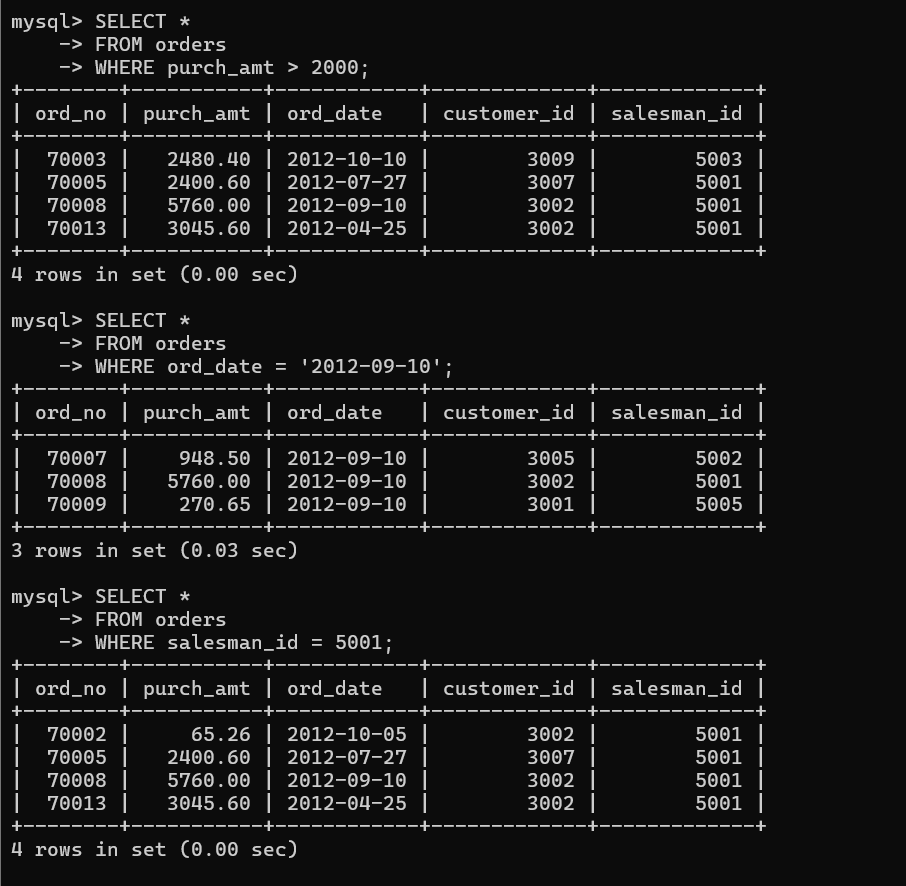 mysql> SELECT *
    -> FROM orders
    -> WHERE purch_amt > 2000;
+--------+-----------+------------+-------------+-------------+
| ord_no | purch_amt | ord_date   | customer_id | salesman_id |
+--------+-----------+------------+-------------+-------------+
|  70003 |   2480.40 | 2012-10-10 |        3009 |        5003 |
|  70005 |   2400.60 | 2012-07-27 |        3007 |        5001 |
|  70008 |   5760.00 | 2012-09-10 |        3002 |        5001 |
|  70013 |   3045.60 | 2012-04-25 |        3002 |        5001 |
+--------+-----------+------------+-------------+-------------+
4 rows in set (0.00 sec)

mysql> SELECT *
    -> FROM orders
    -> WHERE ord_date = '2012-09-10';
+--------+-----------+------------+-------------+-------------+
| ord_no | purch_amt | ord_date   | customer_id | salesman_id |
+--------+-----------+------------+-------------+-------------+
|  70007 |    948.50 | 2012-09-10 |        3005 |        5002 |
|  70008 |   5760.00 | 2012-09-10 |        3002 |        5001 |
|  70009 |    270.65 | 2012-09-10 |        3001 |        5005 |
+--------+-----------+------------+-------------+-------------+
3 rows in set (0.03 sec)

mysql> SELECT *
    -> FROM orders
    -> WHERE salesman_id = 5001;
+--------+-----------+------------+-------------+-------------+
| ord_no | purch_amt | ord_date   | customer_id | salesman_id |
+--------+-----------+------------+-------------+-------------+
|  70002 |     65.26 | 2012-10-05 |        3002 |        5001 |
|  70005 |   2400.60 | 2012-07-27 |        3007 |        5001 |
|  70008 |   5760.00 | 2012-09-10 |        3002 |        5001 |
|  70013 |   3045.60 | 2012-04-25 |        3002 |        5001 |
+--------+-----------+------------+-------------+-------------+
4 rows in set (0.00 sec)